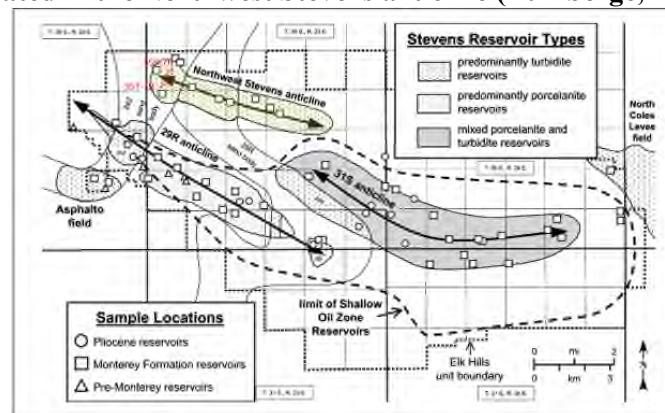 Stevens Reservoir Types
predominantly turbidite
reservoirs
predominantly porcelanite
reservoirs
mixed porcelanite and
turbidite reservoirs
Northwest Stevens anticline
29R anticline
31S anticline
North
Coles
Levee
field
Asphalto
field
limit of Shallow
Oil Zone
Reservoirs
Elk Hills
unit boundary
Sample Locations
Pliocene reservoirs
Monterey Formation reservoirs
Pre-Monterey reservoirs
0 mi 2
0 km 3
N